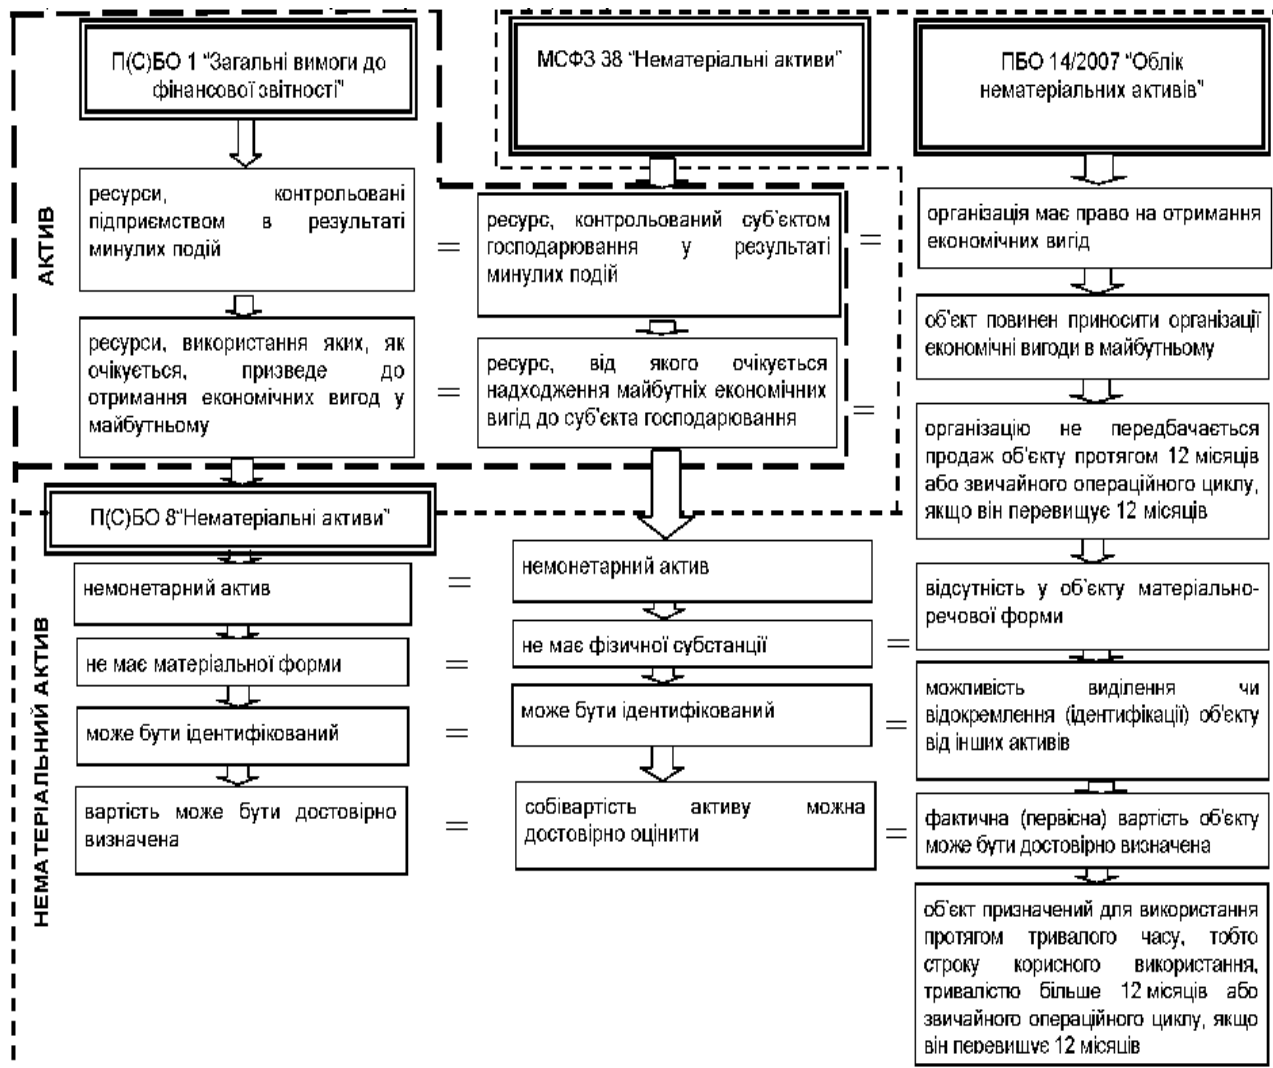 П(С)БО 1 “Загальні вимоги до
фінансової звітності”
ресурси, контрольовані
підприємством в результаті
минулих подій
ресурси, використання яких, як
очікується, призведе до
отримання економічних вигод у
майбутньому
П(С)БО 8“Нематеріальні активи”
немонетарний актив
не має матеріальної форми
може бути ідентифікований
вартість може бути достовірно
визначена
МСФЗ 38 “Нематеріальні активи”
ресурс, контрольований суб’єктом
господарювання у результаті
минулих подій
ресурс, від якого очікується
надходження майбутніх економічних
вигід до суб’єкта господарювання
немонетарний актив
не має фізичної субстанції
може бути ідентифікований
собівартість активу можна
достовірно оцінити
ПБО 14/2007 “Облік
нематеріальних активів”
організація має право на отримання
економічних вигід
об’єкт повинен приносити організації
економічні вигоди в майбутньому
організацію не передбачається
продаж об’єкту протягом 12 місяців
або звичайного операційного циклу,
якщо він перевищує 12 місяців
відсутність у об’єкту матеріально-
речової форми
можливість виділення чи
відокремлення (ідентифікації) об’єкту
від інших активів
фактична (первісна) вартість об’єкту
може бути достовірно визначена
об’єкт призначений для використання
протягом тривалого часу, тобто
строку корисного використання,
тривалістю більше 12 місяців або
звичайного операційного циклу, якщо
він перевищує 12 місяців
АКТИВ
НЕМАТЕРІАЛЬНИЙ АКТИВ
=
=
=
=
=
=
=
=
=
=
=